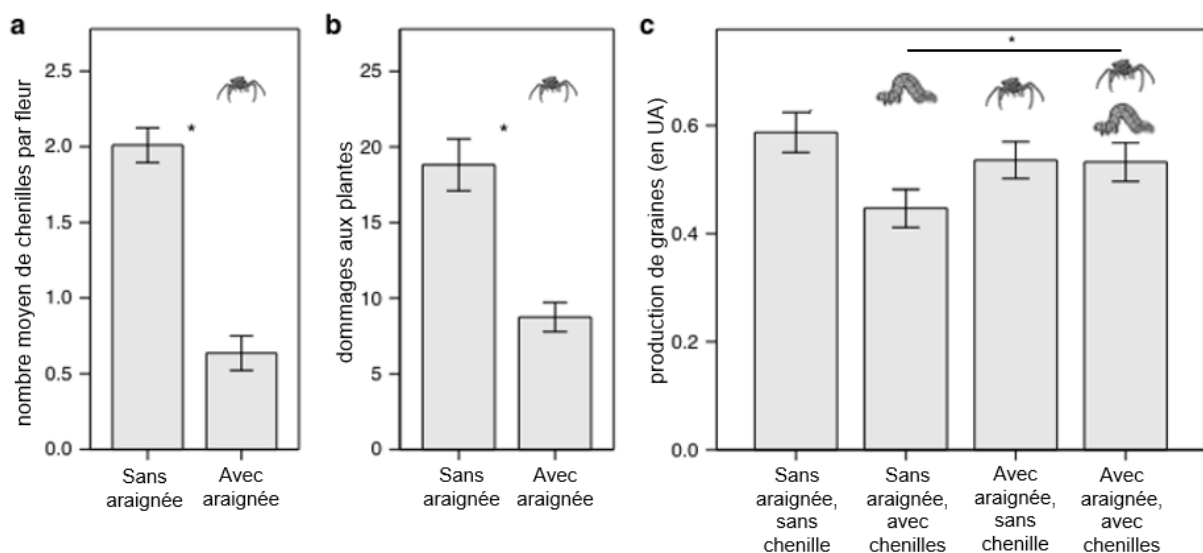 a
nombre moyen de chenilles par fleur
2.5
2.0
1.5
1.0
0.5
0.0
*
Sans
araignée
Avec
araignée
b
dommages aux plantes
25
20
15
10
5
0
*
Sans
araignée
Avec
araignée
c
production de graines (en UA)
0.6
0.4
0.2
0.0
*
Sans
araignée,
sans
chenille
Sans
araignée,
avec
chenilles
Avec
araignée,
sans
chenille
Avec
araignée,
avec
chenilles